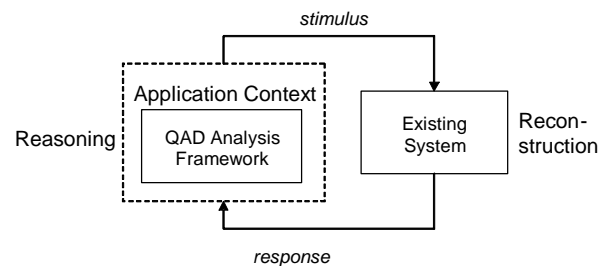 stimulus
Application Context
Reasoning
QAD Analysis
Framework
Existing
System
Recon-
struction
response